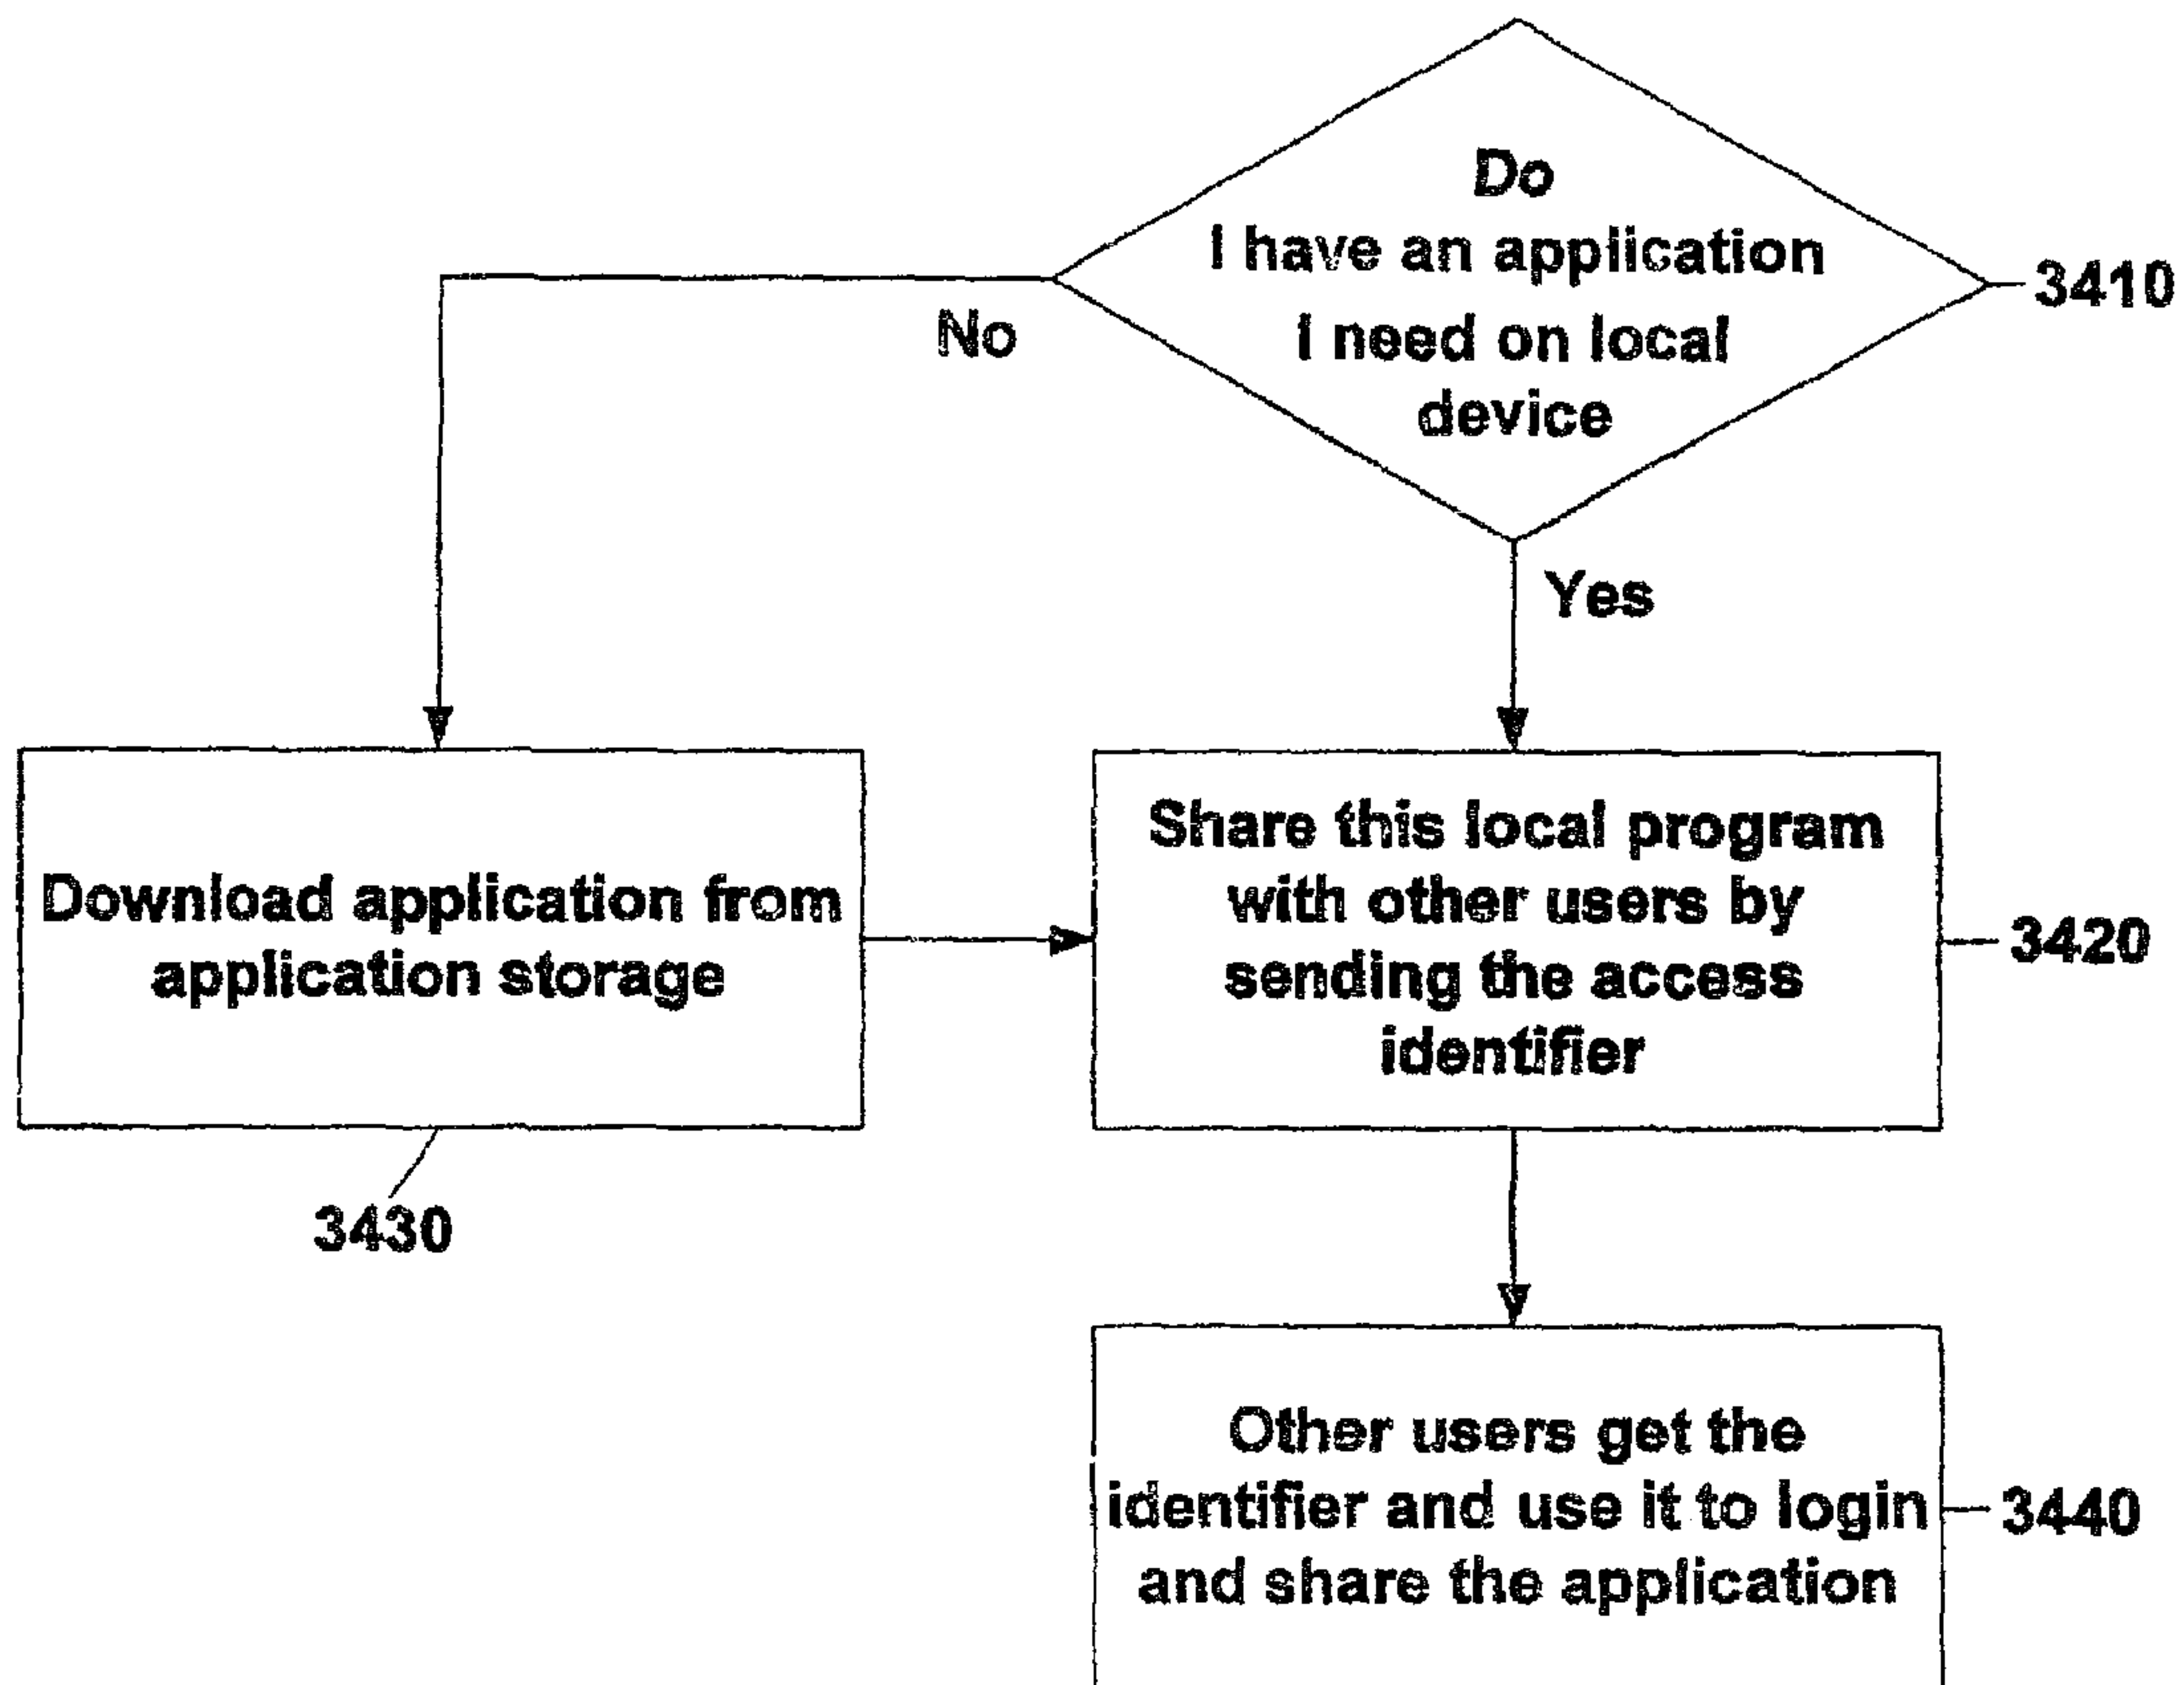 Do
I have an application
I need on local
device
3410
No
Yes
Download application from
application storage
3430
Share this local program
with other users by
sending the access
identifier
3420
Other users get the
identifier and use it to login
and share the application
3440